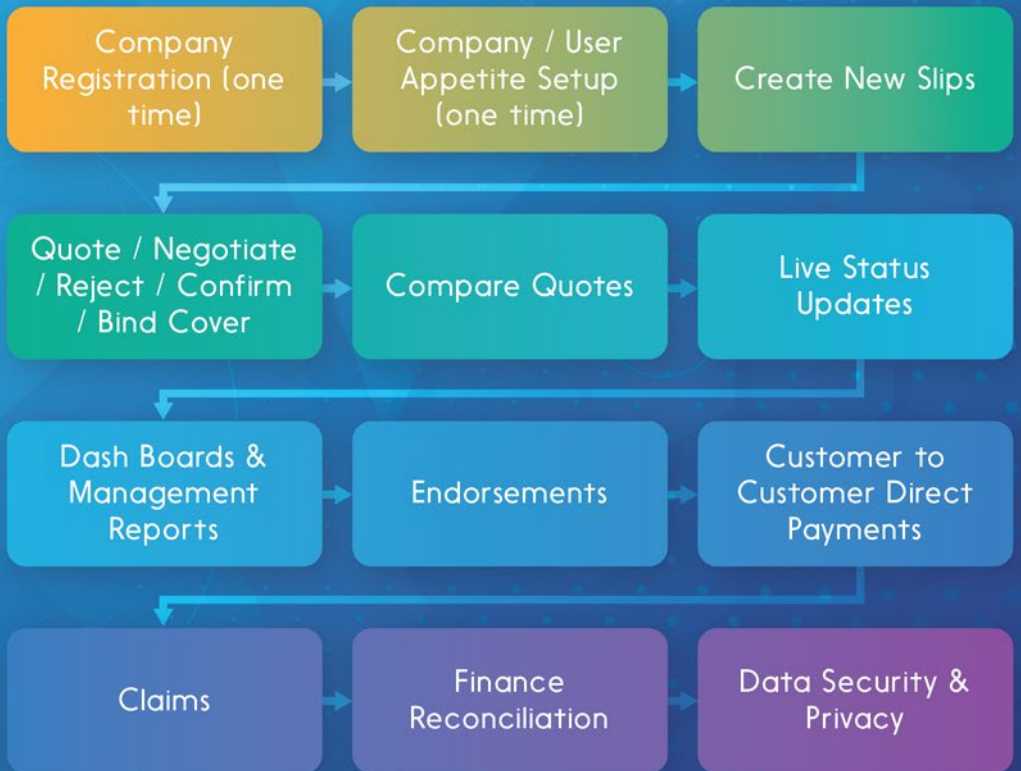 Company
Registration (one
time)
Company / User
Appetite Setup
(one time)
Create New Slips
Quote / Negotiate
/ Reject / Confirm
/ Bind Cover
Compare Quotes
Live Status
Updates
Dash Boards &
Management
Reports
Endorsements
Customer to
Customer Direct
Payments
Claims
Finance
Reconciliation
Data Security &
Privacy